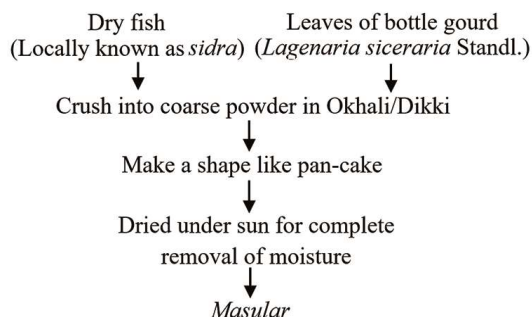 Dry fish
(Locally known as sidra)
Leaves of bottle gourd
(Lagenaria siceraria Standl.)
Crush into coarse powder in Okhali/Dikki
Make a shape like pan-cake
Dried under sun for complete
removal of moisture
Masular